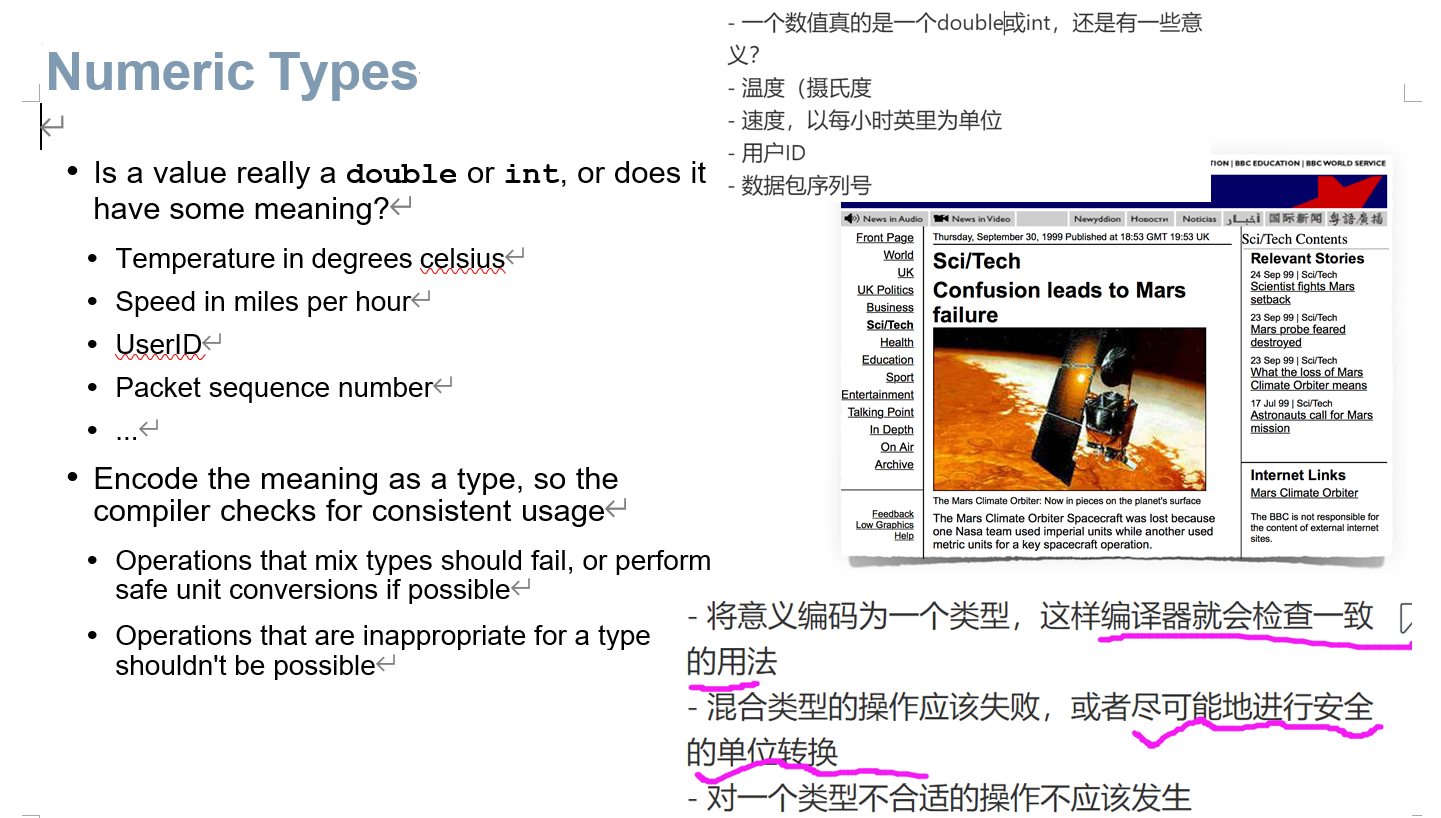 Numeric Types
• Is a value really a double or int, or does it
have some meaning?
• Temperature in degrees celsius
• Speed in miles per hour
• UserID
• Packet sequence number
• ...
• Encode the meaning as a type, so the
compiler checks for consistent usage
• Operations that mix types should fail, or perform
safe unit conversions if possible
• Operations that are inappropriate for a type
shouldn't be possible
- 一个数值真的是一个double或int，还是有一些意
义？
- 温度（摄氏度
- 速度，以每小时英里为单位
- 用户ID
- 数据包序列号
TION | BBC EDUCATION | BBC WORLD SERVICE
News in Audio
News in Video
Newyddion
Новости
Noticias
أخبار
国际新闻
粤語廣播
Front Page
World
UK
UK Politics
Business
Sci/Tech
Health
Education
Sport
Entertainment
Talking Point
In Depth
On Air
Archive
Feedback
Low Graphics
Help
Thursday, September 30, 1999 Published at 18:53 GMT 19:53 UK
Sci/Tech
Confusion leads to Mars
failure
The Mars Climate Orbiter: Now in pieces on the planet's surface
The Mars Climate Orbiter Spacecraft was lost because
one Nasa team used imperial units while another used
metric units for a key spacecraft operation.
Sci/Tech Contents
Relevant Stories
24 Sep 99 | Sci/Tech
Scientist fights Mars
setback
23 Sep 99 | Sci/Tech
Mars probe feared
destroyed
23 Sep 99 | Sci/Tech
What the loss of Mars
Climate Orbiter means
17 Jul 99 | Sci/Tech
Astronauts call for Mars
mission
Internet Links
Mars Climate Orbiter
The BBC is not responsible for
the content of external internet
sites.
- 将意义编码为一个类型，这样编译器就会检查一致
的用法
- 混合类型的操作应该失败，或者尽可能地进行安全
的单位转换
- 对一个类型不合适的操作不应该发生